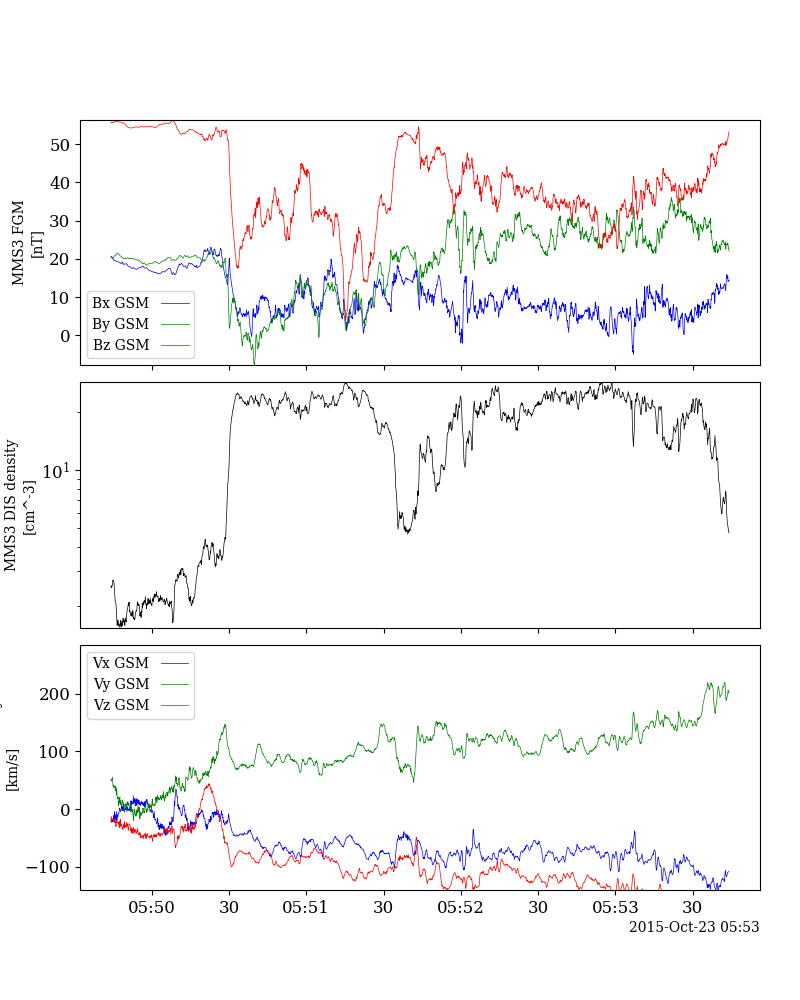 50
40
30
20
10
0
MMS3 FGM
[nT]
Bx GSM
By GSM
Bz GSM
10^1
MMS3 DIS density
[cm^-3]
Vx GSM
Vy GSM
Vz GSM
200
100
0
−100
[km/s]
05:50 30 05:51 30 05:52 30 05:53 30
2015-Oct-23 05:53